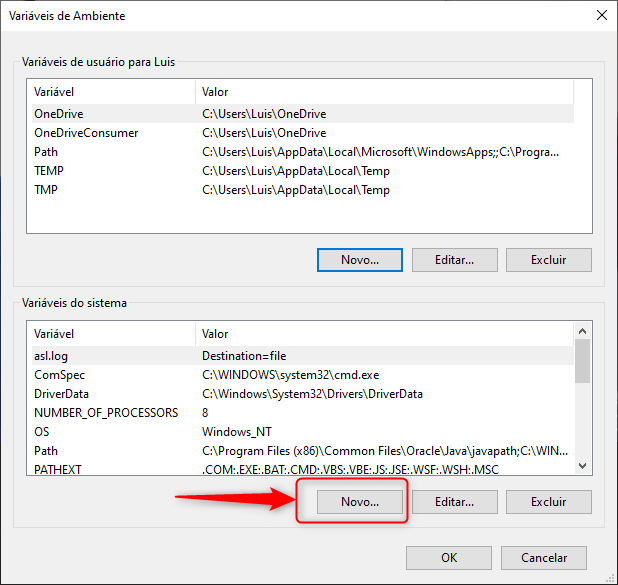 Variáveis de Ambiente
Variáveis de usuário para Luis
Variável Valor
OneDrive C:\Users\Luis\OneDrive
OneDriveConsumer C:\Users\Luis\OneDrive
Path C:\Users\Luis\AppData\Local\Microsoft\WindowsApps;;C:\Progra...
TEMP C:\Users\Luis\AppData\Local\Temp
TMP C:\Users\Luis\AppData\Local\Temp
Novo... Editar... Excluir
Variáveis do sistema
Variável Valor
asl.log Destination=file
ComSpec C:\WINDOWS\system32\cmd.exe
DriverData C:\Windows\System32\Drivers\DriverData
NUMBER_OF_PROCESSORS 8
OS Windows_NT
Path C:\Program Files (x86)\Common Files\Oracle\Java\javapath;C:\WIN...
PATHEXT .COM;.EXE;.BAT;.CMD;.VBS;.VBE;.JS;.JSE;.WSF;.WSH;.MSC
Novo... Editar... Excluir
OK Cancelar